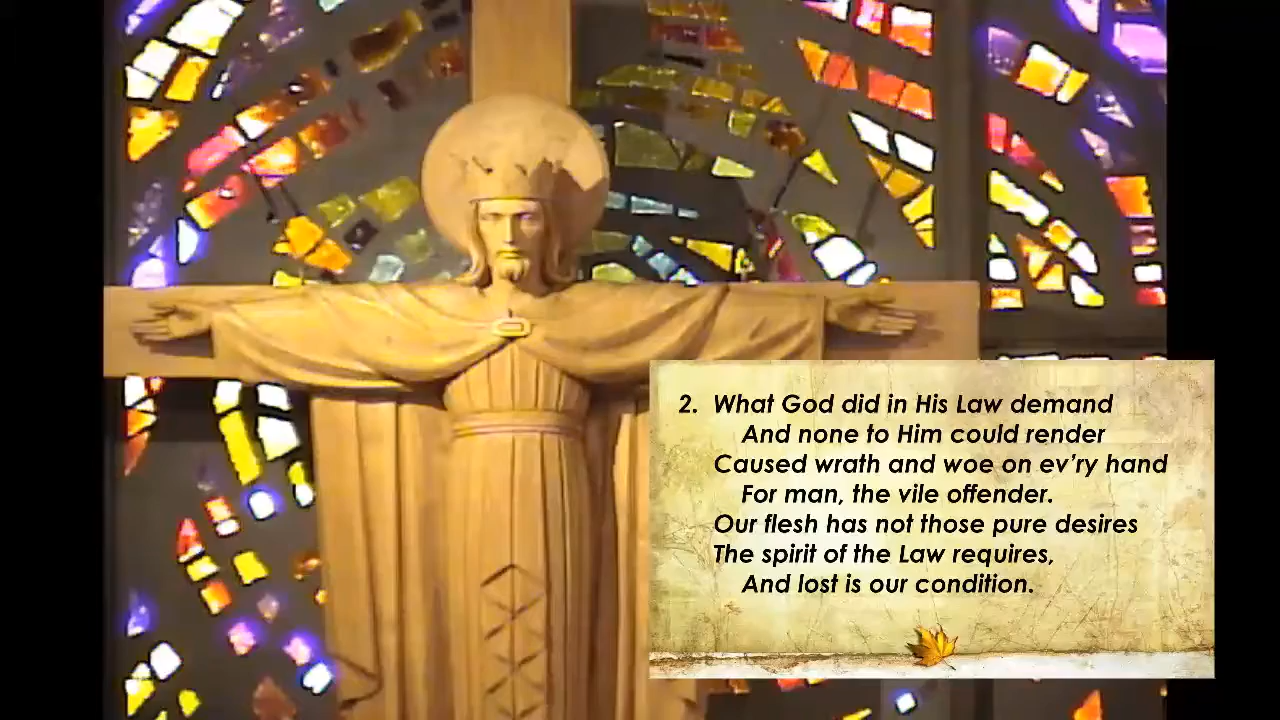 2. What God did in His Law demand
And none to Him could render
Caused wrath and woe on ev'ry hand
For man, the vile offender.
Our flesh has not those pure desires
The spirit of the Law requires,
And lost is our condition.